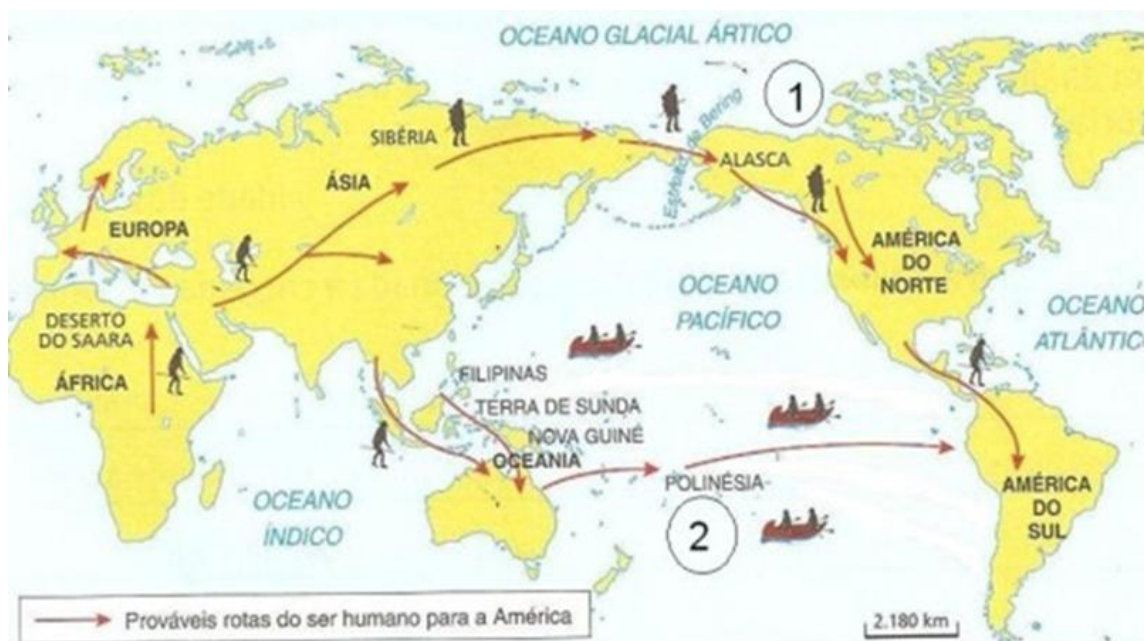 OCEANO GLACIAL ÁRTICO
1
Estreito de Bering
SIBÉRIA
ALASCA
ÁSIA
EUROPA
AMÉRICA
DO
NORTE
OCEANO
PACÍFICO
OCEANO
ATLÂNTICO
DESERTO
DO SAARA
ÁFRICA
FILIPINAS
TERRA DE SUNDA
NOVA GUINÉ
OCEANIA
POLINÉSIA
2
OCEANO
ÍNDICO
AMÉRICA
DO
SUL
Prováveis rotas do ser humano para a América
2.180 km